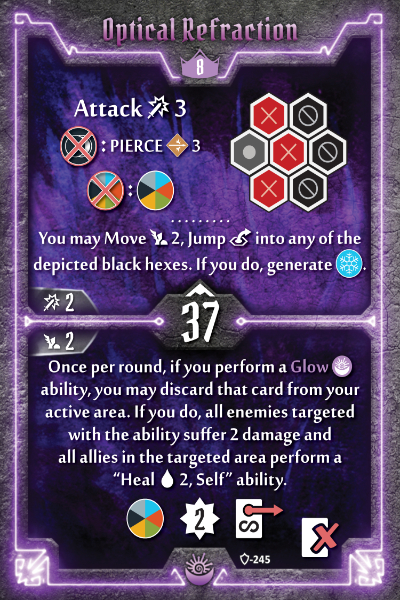 Optical Refraction
8
Attack 3
: PIERCE 3
:
You may Move 2, Jump into any of the
depicted black hexes. If you do, generate .
2
37
2
Once per round, if you perform a Glow
ability, you may discard that card from your
active area. If you do, all enemies targeted
with the ability suffer 2 damage and
all allies in the targeted area perform a
“Heal 2, Self” ability.
2
S
-245